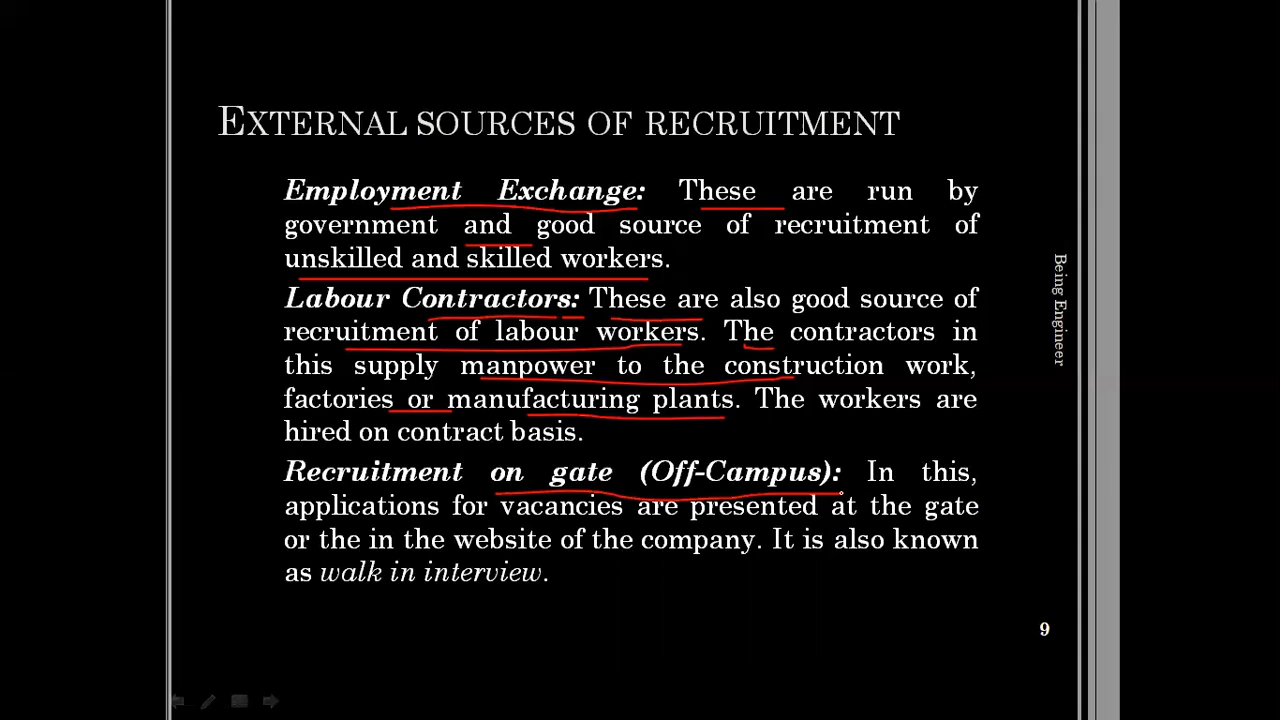 EXTERNAL SOURCES OF RECRUITMENT
Employment Exchange: These are run by
government and good source of recruitment of
unskilled and skilled workers.
Labour Contractors: These are also good source of
recruitment of labour workers. The contractors in
this supply manpower to the construction work,
factories or manufacturing plants. The workers are
hired on contract basis.
Recruitment on gate (Off-Campus): In this,
applications for vacancies are presented at the gate
or the in the website of the company. It is also known
as walk in interview.
Being Engineer
9